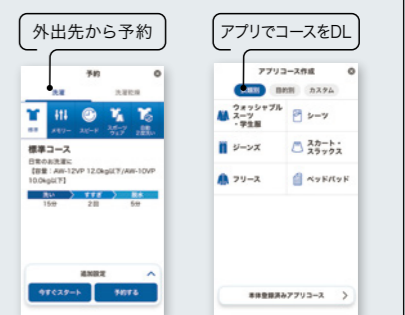 外出先から予約
予約
洗濯
洗濯乾燥
標準
メモリー
スピード
スポーツ
ウェア
自動
2度洗い
標準コース
日常のお洗濯に
【容量：AW-12VP 12.0kg以下/AW-10VP
10.0kg以下】
洗い
すすぎ
脱水
15分
2回
5分
追加設定
今すぐスタート
予約する
アプリでコースをDL
アプリコース作成
目的別
カスタム
ウォッシャブル
スーツ
・学生服
シーツ
ジーンズ
スカート・
スラックス
フリース
ベッドパッド
本体登録済みアプリコース